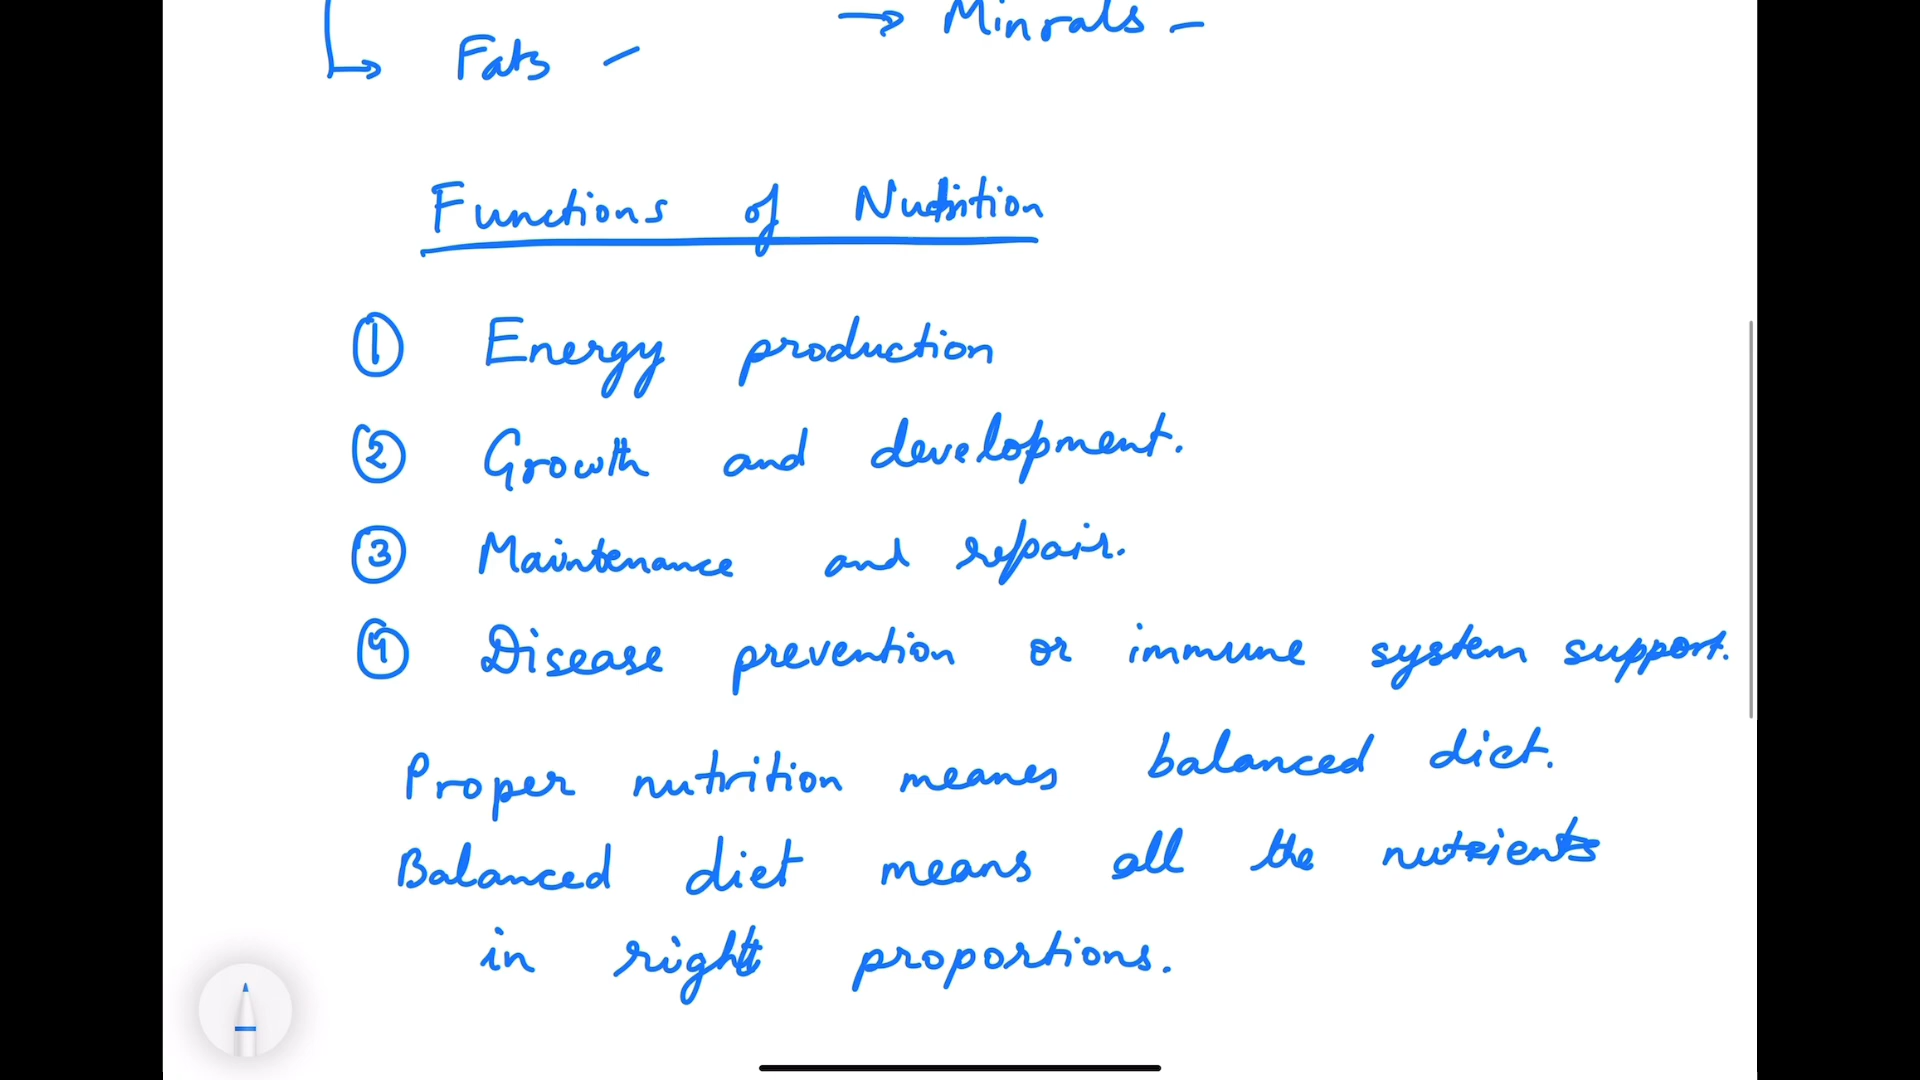 → Minrals –
→ Fats –
Functions of Nutrition
① Energy production
② Growth and development.
③ Maintenance and repair.
④ Disease prevention or immune system support.
Proper nutrition meanes balanced diet.
Balanced diet means all the nutrients
in right proportions.